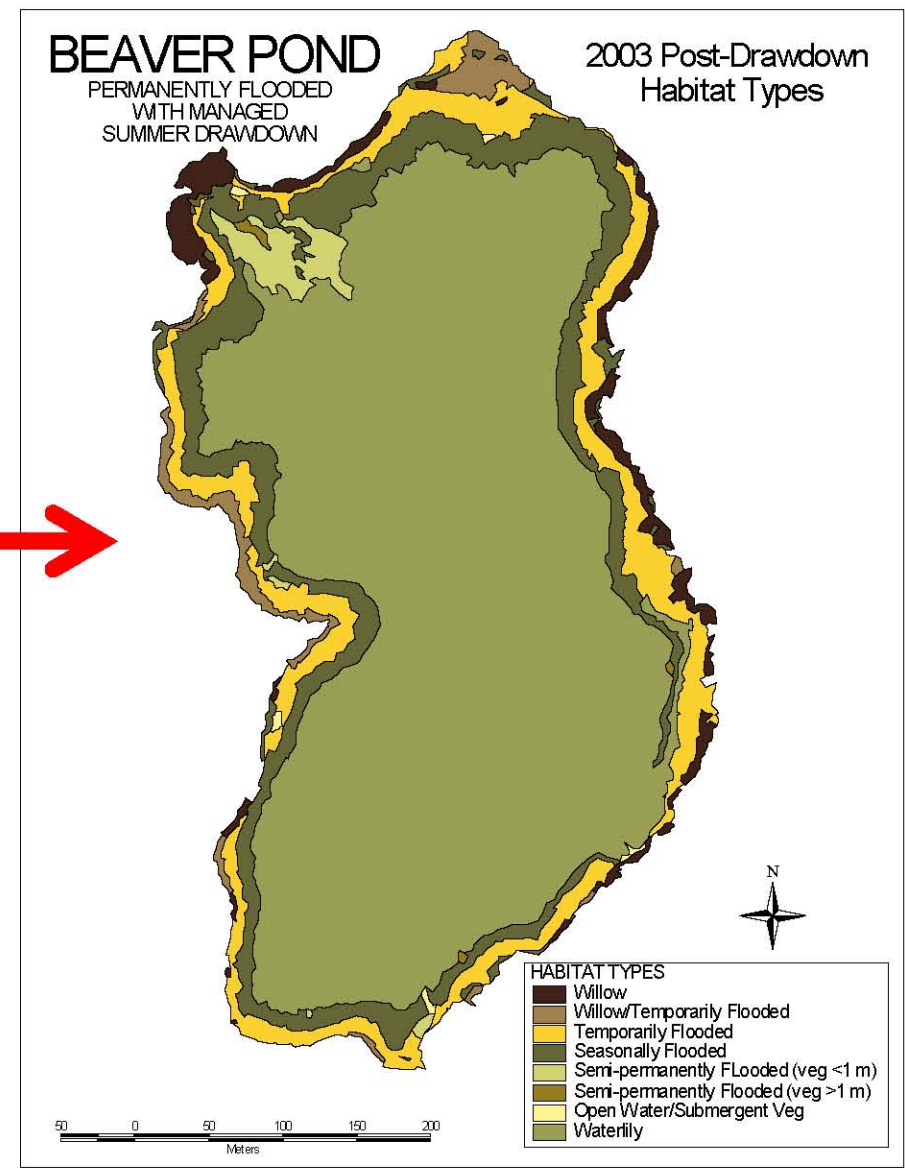 BEAVER POND
PERMANENTLY FLOODED
WITH MANAGED
SUMMER DRAWDOWN
2003 Post-Drawdown
Habitat Types
N
HABITAT TYPES
Willow
Willow/Temporarily Flooded
Temporarily Flooded
Seasonally Flooded
Semi-permanently FLooded (veg <1 m)
Semi-permanently Flooded (veg >1 m)
Open Water/Submergent Veg
Waterlily
50 0 50 100 150 200
Meters